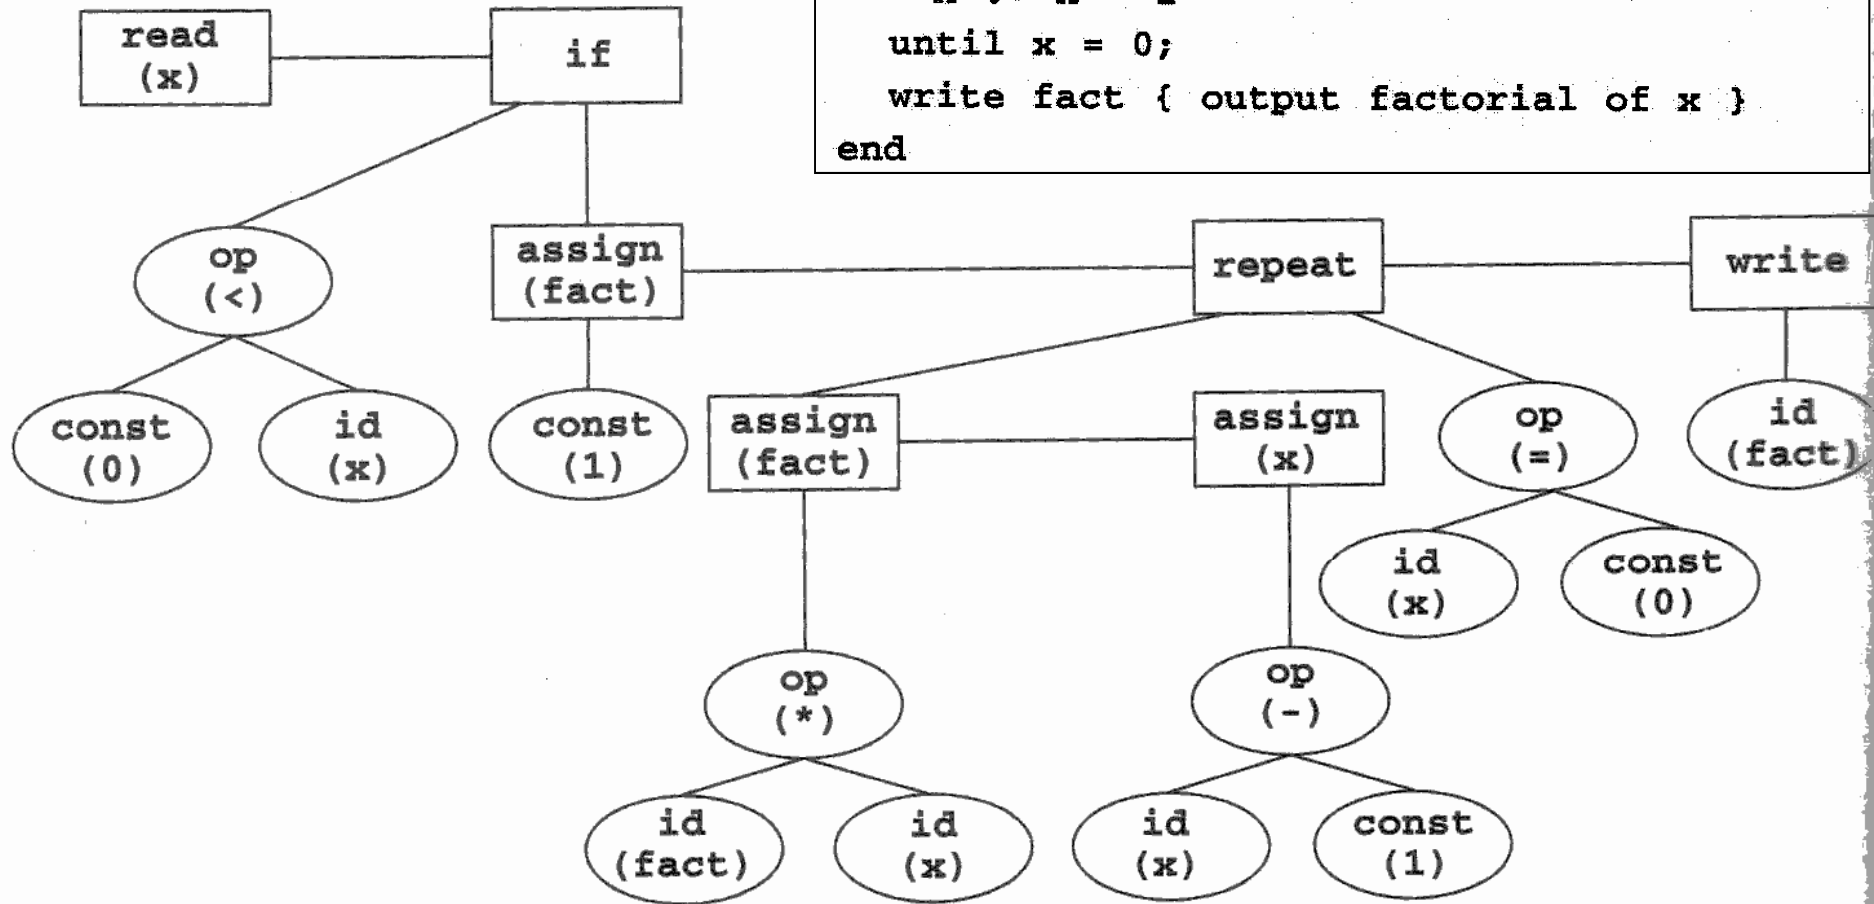 read
(x)
if
until x = 0;
write fact { output factorial of x }
end
op
(<)
assign
(fact)
repeat
write
const
(0)
id
(x)
const
(1)
assign
(fact)
assign
(x)
op
(=)
id
(fact)
id
(x)
const
(0)
op
(*)
op
(-)
id
(fact)
id
(x)
id
(x)
const
(1)